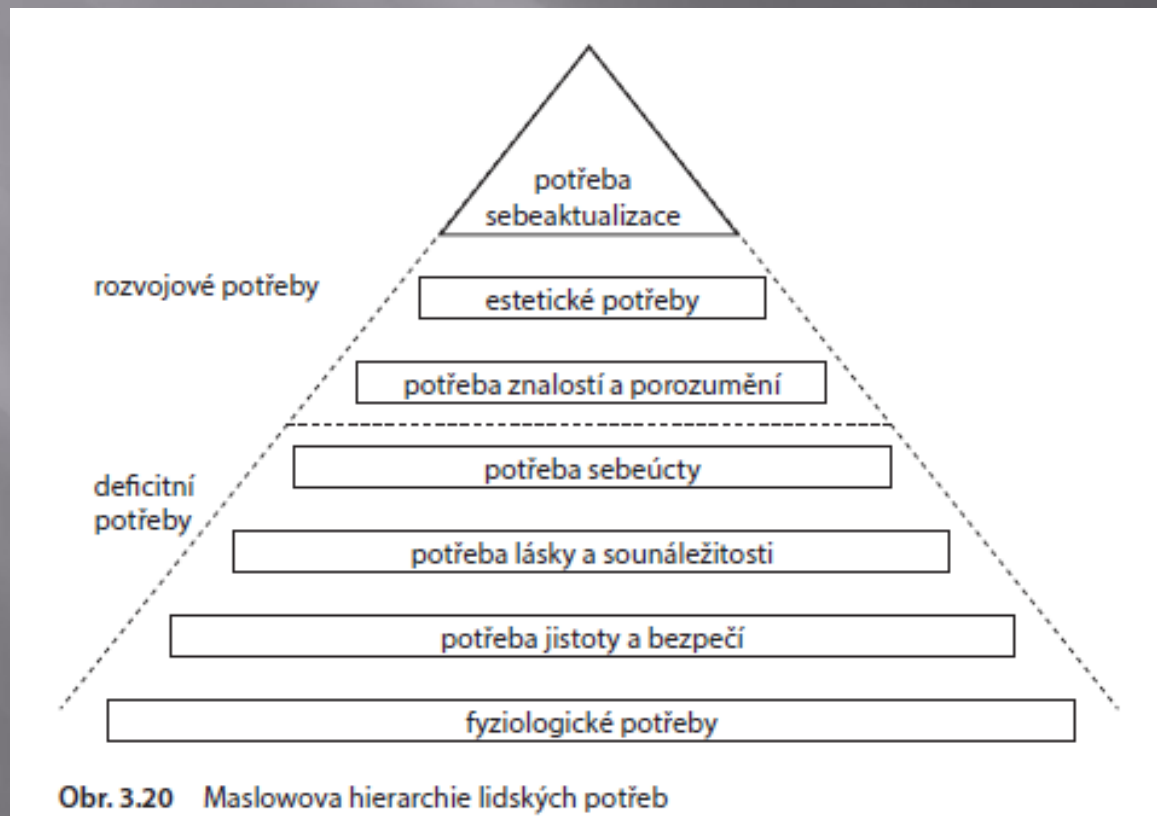 potřeba
sebeaktualizace
rozvojové potřeby
estetické potřeby
potřeba znalostí a porozumění
potřeba sebeúcty
deficitní
potřeby
potřeba lásky a sounáležitosti
potřeba jistoty a bezpečí
fyziologické potřeby
Obr. 3.20 Maslowova hierarchie lidských potřeb